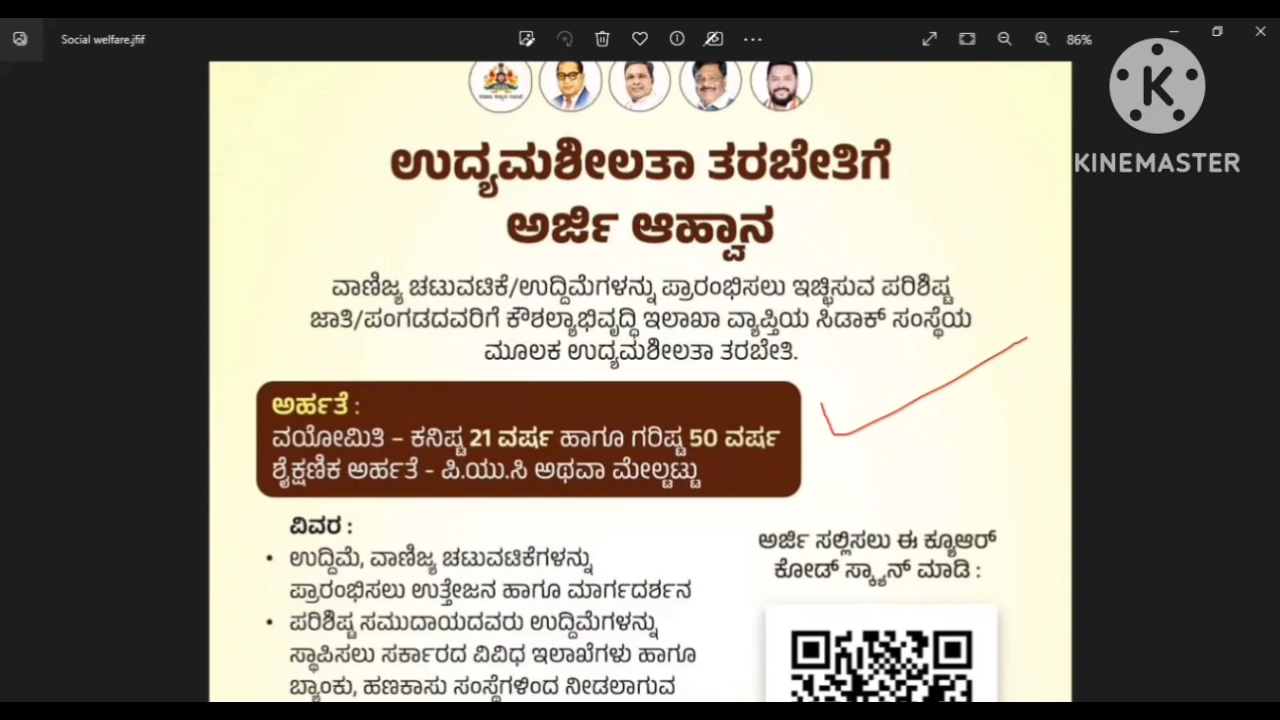 Social welfare.jfif
86%
K
KINEMASTER
ಉದ್ಯಮಶೀಲತಾ ತರಬೇತಿಗೆ
ಅರ್ಜಿ ಆಹ್ವಾನ
ವಾಣಿಜ್ಯ ಚಟುವಟಿಕೆ/ಉದ್ದಿಮೆಗಳನ್ನು ಪ್ರಾರಂಭಿಸಲು ಇಚ್ಛಿಸುವ ಪರಿಶಿಷ್ಟ
ಜಾತಿ/ಪಂಗಡದವರಿಗೆ ಕೌಶಲ್ಯಾಭಿವೃದ್ಧಿ ಇಲಾಖಾ ವ್ಯಾಪ್ತಿಯ ಸಿಡಾಕ್ ಸಂಸ್ಥೆಯ
ಮೂಲಕ ಉದ್ಯಮಶೀಲತಾ ತರಬೇತಿ.
ಅರ್ಹತೆ :
ವಯೋಮಿತಿ – ಕನಿಷ್ಟ 21 ವರ್ಷ ಹಾಗೂ ಗರಿಷ್ಟ 50 ವರ್ಷ
ಶೈಕ್ಷಣಿಕ ಅರ್ಹತೆ - ಪಿ.ಯು.ಸಿ ಅಥವಾ ಮೇಲ್ಪಟ್ಟು
ವಿವರ :
• ಉದ್ದಿಮೆ, ವಾಣಿಜ್ಯ ಚಟುವಟಿಕೆಗಳನ್ನು
ಪ್ರಾರಂಭಿಸಲು ಉತ್ತೇಜನ ಹಾಗೂ ಮಾರ್ಗದರ್ಶನ
• ಪರಿಶಿಷ್ಟ ಸಮುದಾಯದವರು ಉದ್ದಿಮೆಗಳನ್ನು
ಸ್ಥಾಪಿಸಲು ಸರ್ಕಾರದ ವಿವಿಧ ಇಲಾಖೆಗಳು ಹಾಗೂ
ಬ್ಯಾಂಕು, ಹಣಕಾಸು ಸಂಸ್ಥೆಗಳಿಂದ ನೀಡಲಾಗುವ
ಅರ್ಜಿ ಸಲ್ಲಿಸಲು ಈ ಕ್ಯೂಆರ್
ಕೋಡ್ ಸ್ಕ್ಯಾನ್ ಮಾಡಿ :